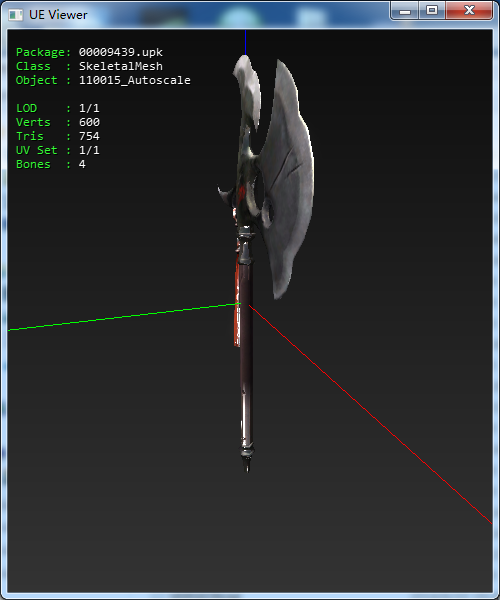 UE Viewer
Package: 00009439.upk
Class : SkeletalMesh
Object : 110015_Autoscale
LOD : 1/1
Verts : 600
Tris : 754
UV Set : 1/1
Bones : 4